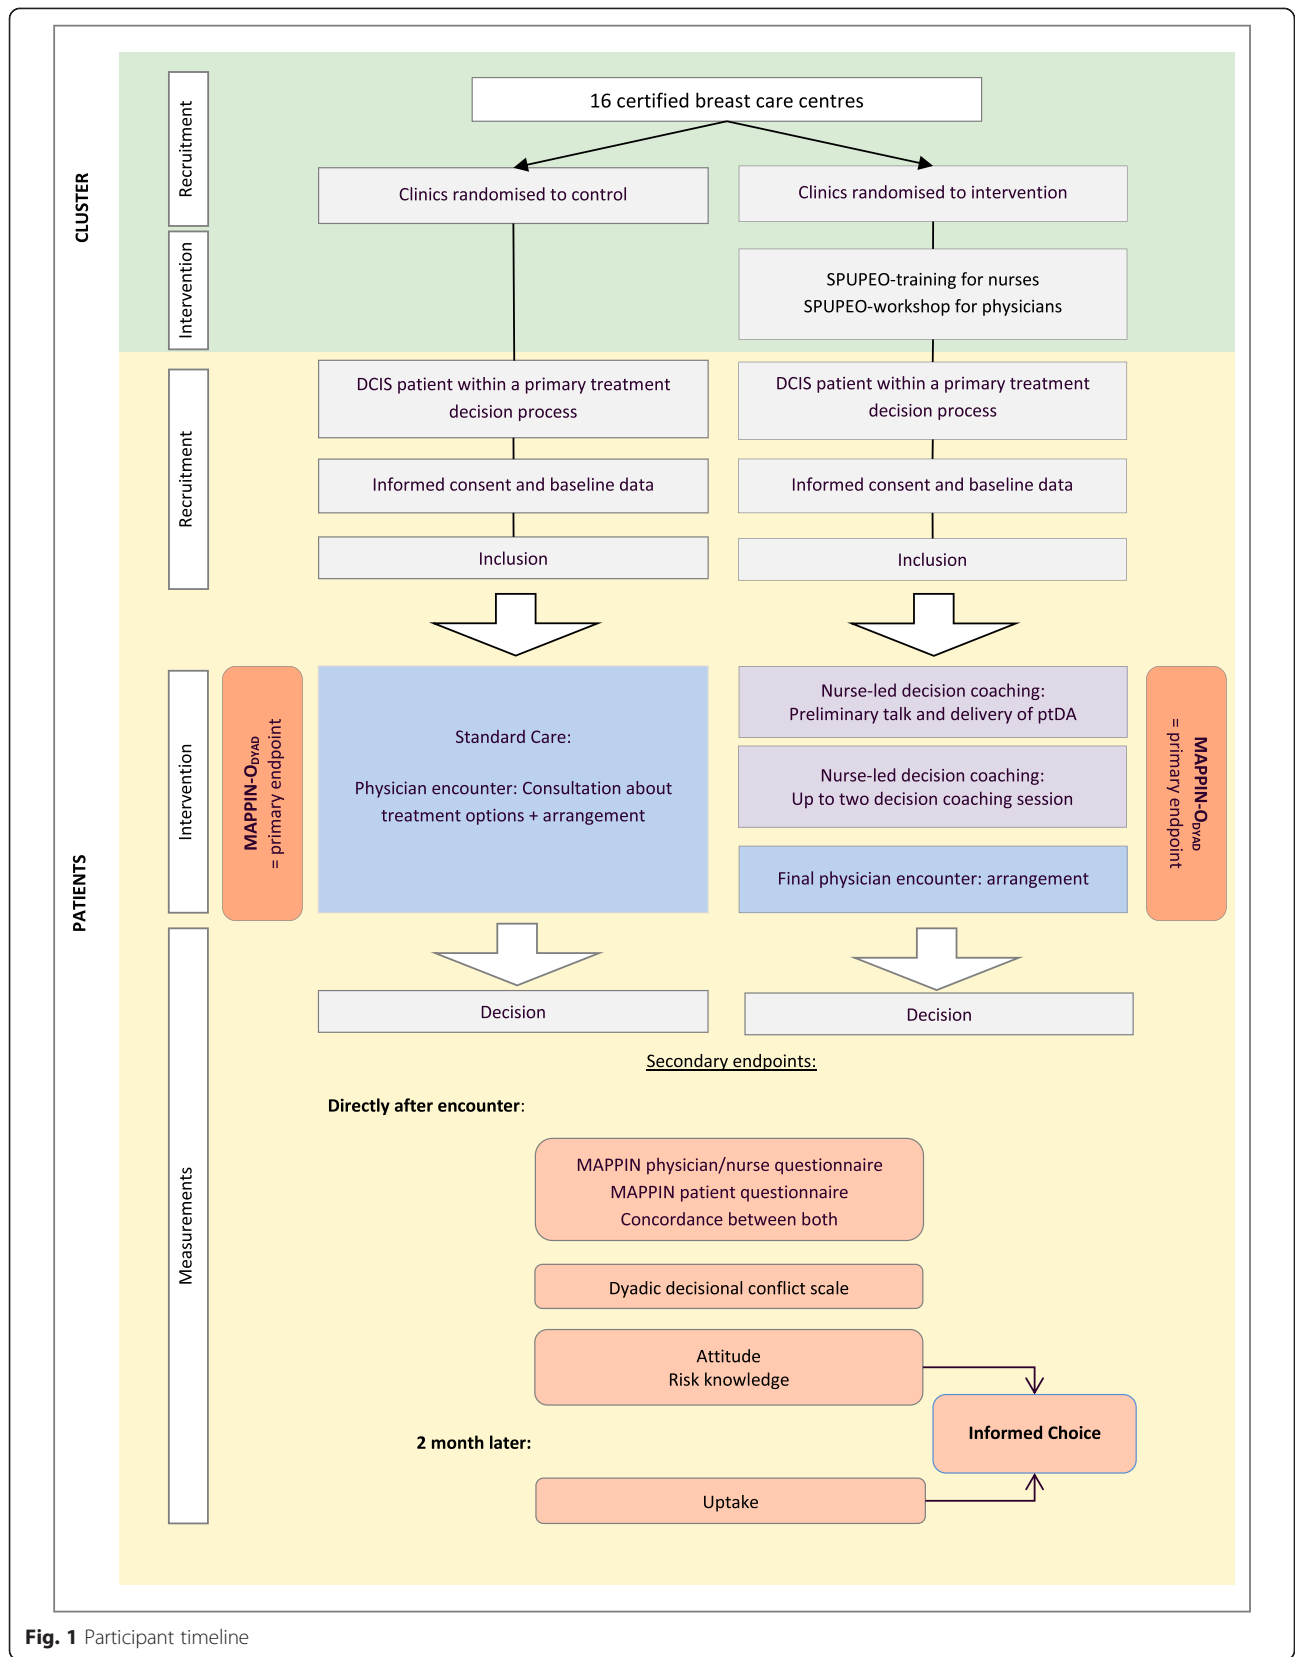 CLUSTER
Recruitment
16 certified breast care centres
Clinics randomised to control
Clinics randomised to intervention
Intervention
SPUPEO-training for nurses
SPUPEO-workshop for physicians
PATIENTS
Recruitment
DCIS patient within a primary treatment
decision process
DCIS patient within a primary treatment
decision process
Informed consent and baseline data
Informed consent and baseline data
Inclusion
Inclusion
Intervention
MAPPIN-ODYAD
= primary endpoint
Standard Care:
Physician encounter: Consultation about
treatment options + arrangement
Nurse-led decision coaching:
Preliminary talk and delivery of ptDA
Nurse-led decision coaching:
Up to two decision coaching session
Final physician encounter: arrangement
MAPPIN-ODYAD
= primary endpoint
Measurements
Decision
Decision
Secondary endpoints:
Directly after encounter:
MAPPIN physician/nurse questionnaire
MAPPIN patient questionnaire
Concordance between both
Dyadic decisional conflict scale
Attitude
Risk knowledge
Informed Choice
2 month later:
Uptake
Fig. 1 Participant timeline